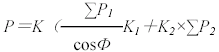 P=K （∑P₁/cosΦ K₁+K₂×∑P₂